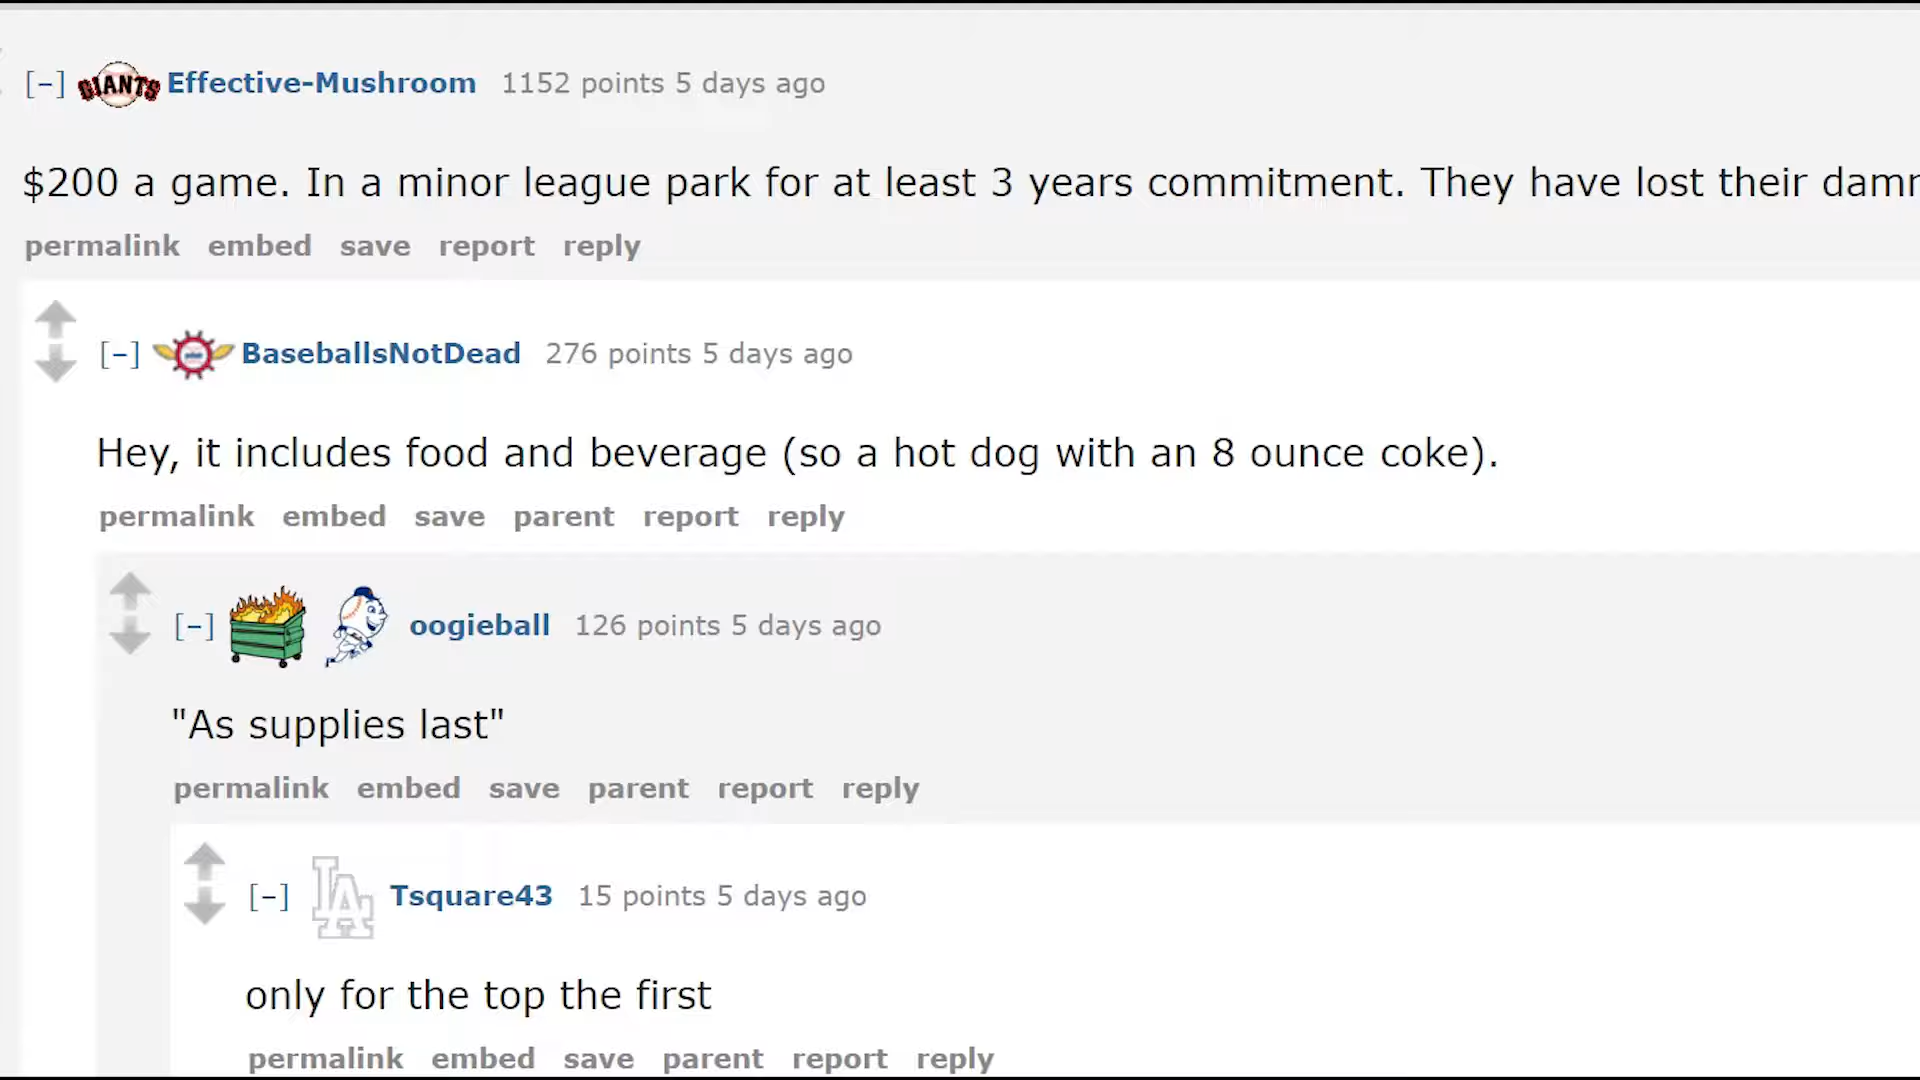 [–] GIANTS Effective-Mushroom 1152 points 5 days ago
$200 a game. In a minor league park for at least 3 years commitment. They have lost their damn
permalink embed save report reply
[–] BaseballsNotDead 276 points 5 days ago
Hey, it includes food and beverage (so a hot dog with an 8 ounce coke).
permalink embed save parent report reply
[–] oogieball 126 points 5 days ago
"As supplies last"
permalink embed save parent report reply
[–] LA Tsquare43 15 points 5 days ago
only for the top the first
permalink embed save parent report reply